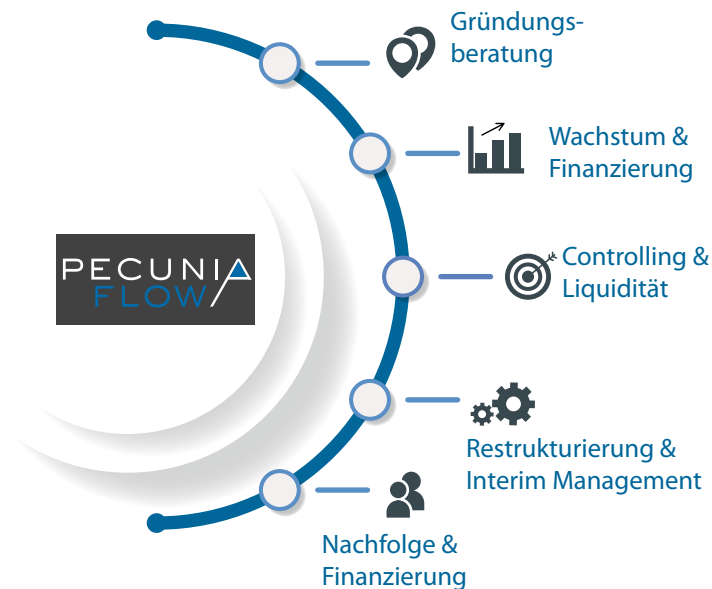 Gründungs-
beratung
Wachstum &
Finanzierung
PECUNIA
FLOW
Controlling &
Liquidität
Restrukturierung &
Interim Management
Nachfolge &
Finanzierung